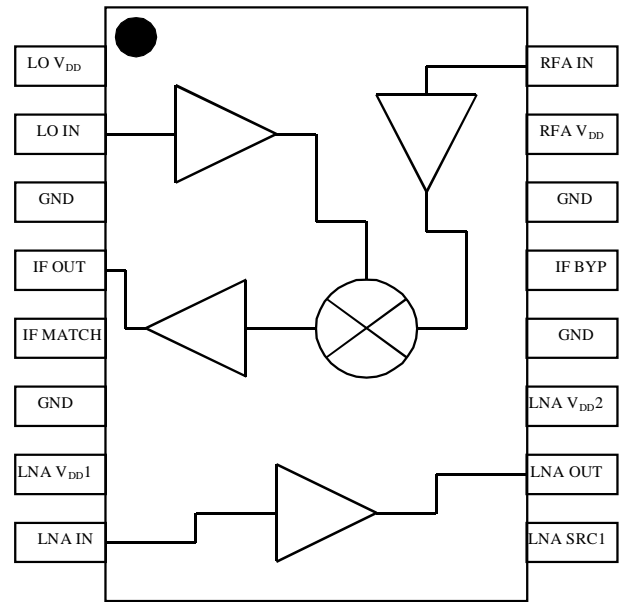 LO VDD
RFA IN
LO IN
RFA VDD
GND
GND
IF OUT
IF BYP
IF MATCH
GND
GND
LNA VDD2
LNA VDD1
LNA OUT
LNA IN
LNA SRC1